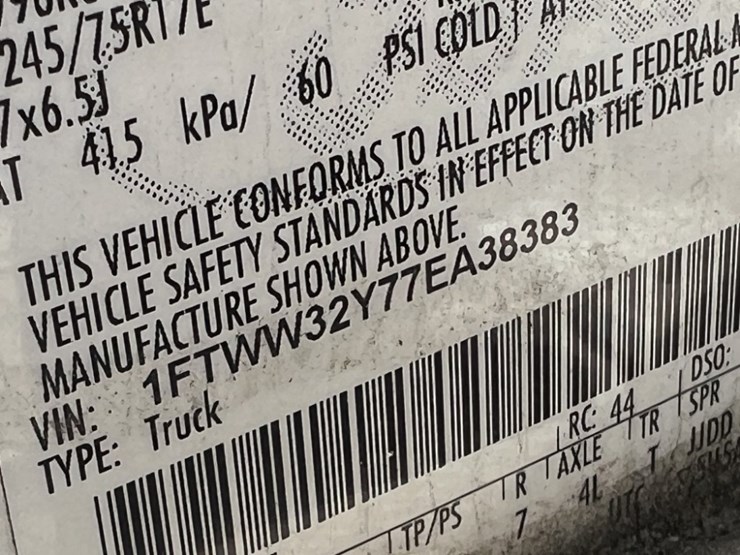 245/75R17E
7x6.5J
AT 415 kPa/ 60 PSI COLD AT
THIS VEHICLE CONFORMS TO ALL APPLICABLE FEDERAL
VEHICLE SAFETY STANDARDS IN EFFECT ON THE DATE OF
MANUFACTURE SHOWN ABOVE.
VIN: 1FTWW32Y77EA38383
TYPE: Truck
DSO:
RC: 44
TP/PS R AXLE TR SPR
7 4L T JJDD
UTC